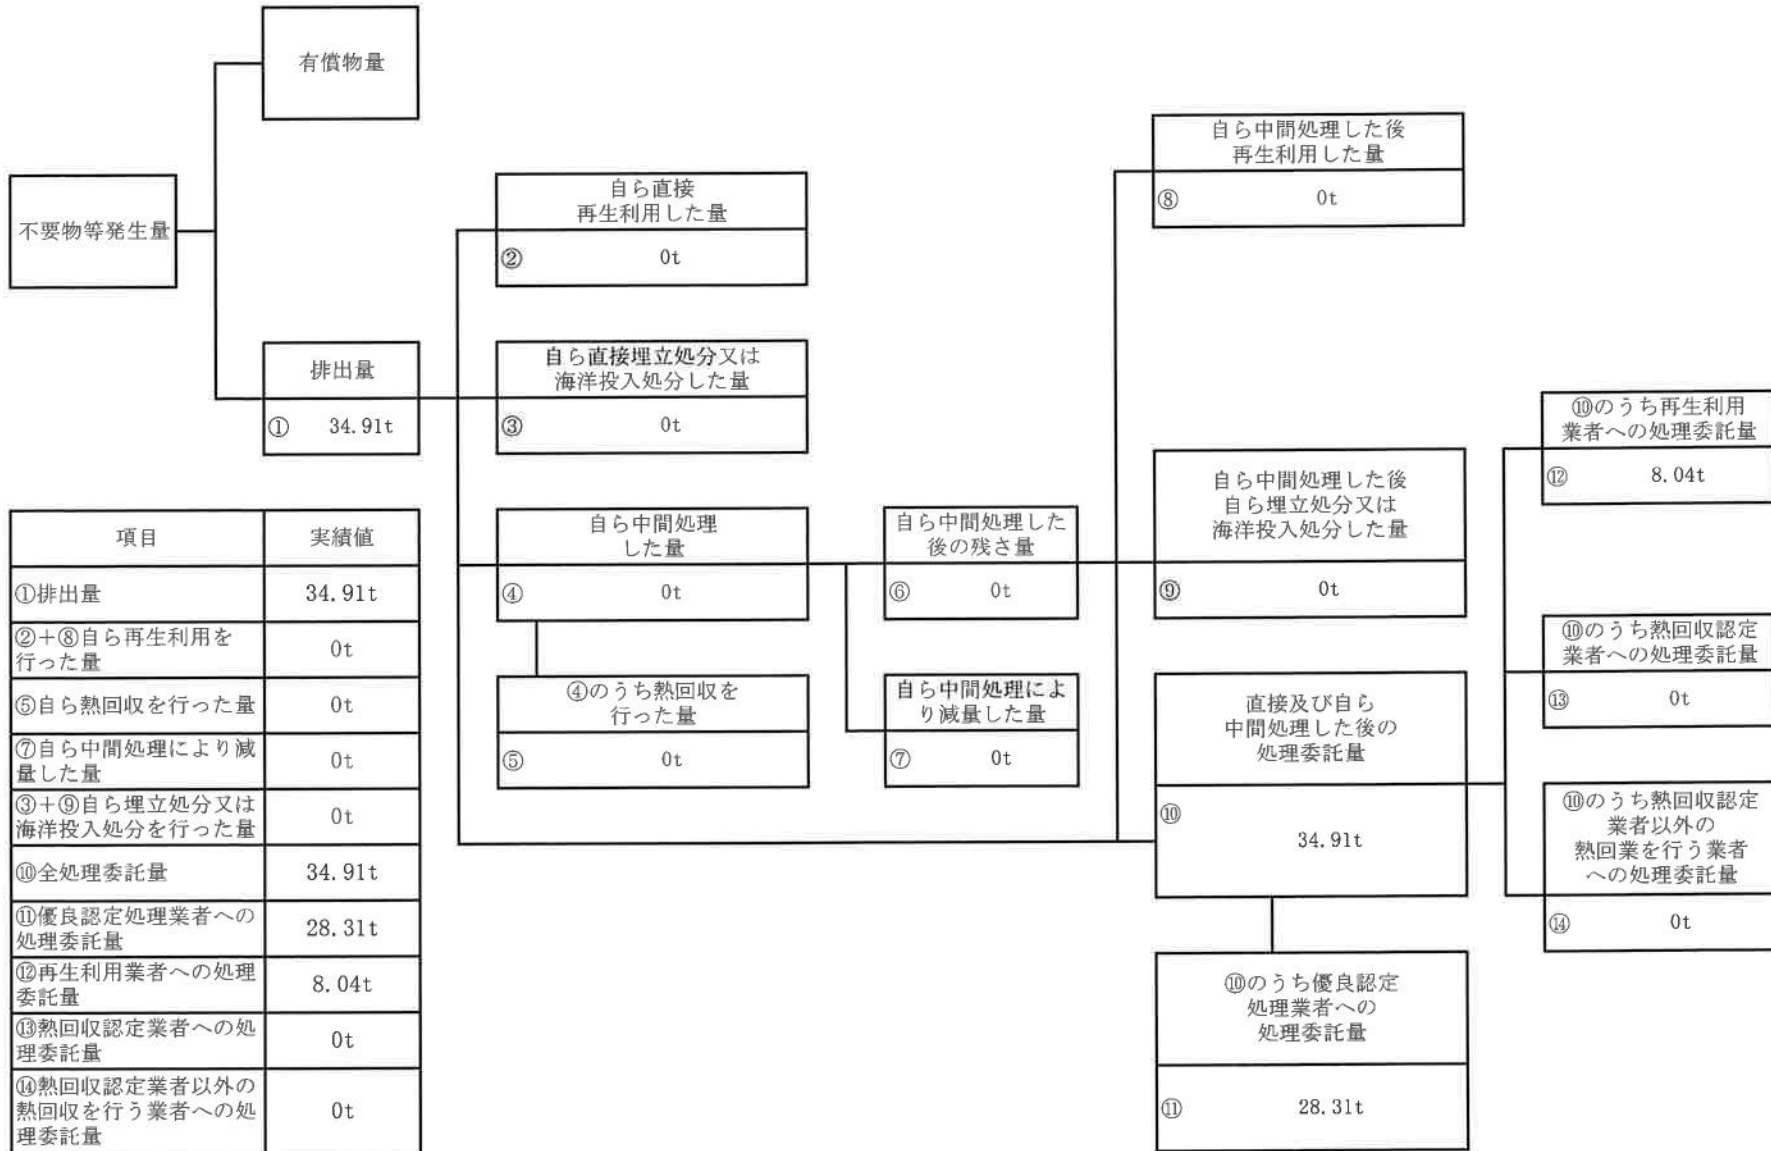 有償物量
不要物等発生量
排出量
① 34.91t
自ら直接
再生利用した量
② 0t
自ら直接埋立処分又は
海洋投入処分した量
③ 0t
自ら中間処理
した量
④ 0t
④のうち熱回収を
行った量
⑤ 0t
自ら中間処理した
後の残さ量
⑥ 0t
自ら中間処理によ
り減量した量
⑦ 0t
自ら中間処理した後
再生利用した量
⑧ 0t
自ら中間処理した後
自ら埋立処分又は
海洋投入処分した量
⑨ 0t
直接及び自ら
中間処理した後の
処理委託量
⑩
34.91t
⑩のうち優良認定
処理業者への
処理委託量
⑪ 28.31t
⑩のうち再生利用
業者への処理委託量
⑫ 8.04t
⑩のうち熱回収認定
業者への処理委託量
⑬ 0t
⑩のうち熱回収認定
業者以外の
熱回業を行う業者
への処理委託量
⑭ 0t
項目 実績値
①排出量 34.91t
②+⑧自ら再生利用を
行った量 0t
⑤自ら熱回収を行った量 0t
⑦自ら中間処理により減
量した量 0t
③+⑨自ら埋立処分又は
海洋投入処分を行った量 0t
⑩全処理委託量 34.91t
⑪優良認定処理業者への
処理委託量 28.31t
⑫再生利用業者への処理
委託量 8.04t
⑬熱回収認定業者への処
理委託量 0t
⑭熱回収認定業者以外の
熱回収を行う業者への処
理委託量 0t